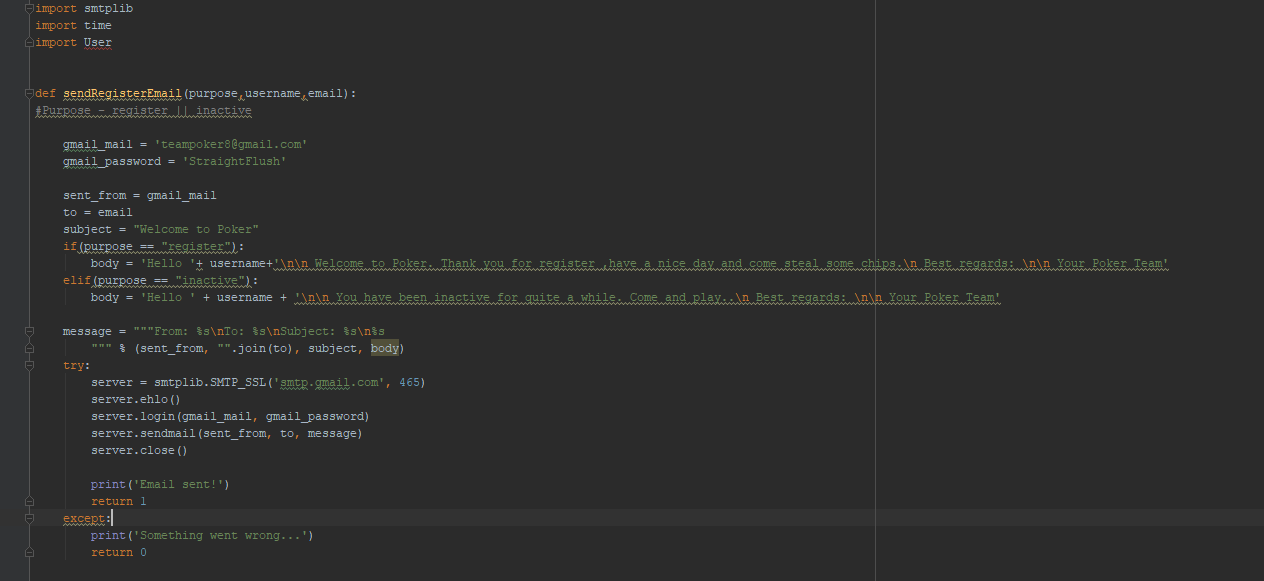 import smtplib
import time
import User
def sendRegisterEmail(purpose,username,email):
#Purpose - register || inactive
gmail_mail = 'teampoker8@gmail.com'
gmail_password = 'StraightFlush'
sent_from = gmail_mail
to = email
subject = "Welcome to Poker"
if(purpose == "register"):
body = 'Hello '+ username+'\n\n Welcome to Poker. Thank you for register ,have a nice day and come steal some chips.\n Best regards: \n\n Your Poker Team'
elif(purpose == "inactive"):
body = 'Hello ' + username + '\n\n You have been inactive for quite a while. Come and play..\n Best regards: \n\n Your Poker Team'
message = """From: %s\nTo: %s\nSubject: %s\n%s
""" % (sent_from, "".join(to), subject, body)
try:
server = smtplib.SMTP_SSL('smtp.gmail.com', 465)
server.ehlo()
server.login(gmail_mail, gmail_password)
server.sendmail(sent_from, to, message)
server.close()
print('Email sent!')
return 1
except:
print('Something went wrong...')
return 0